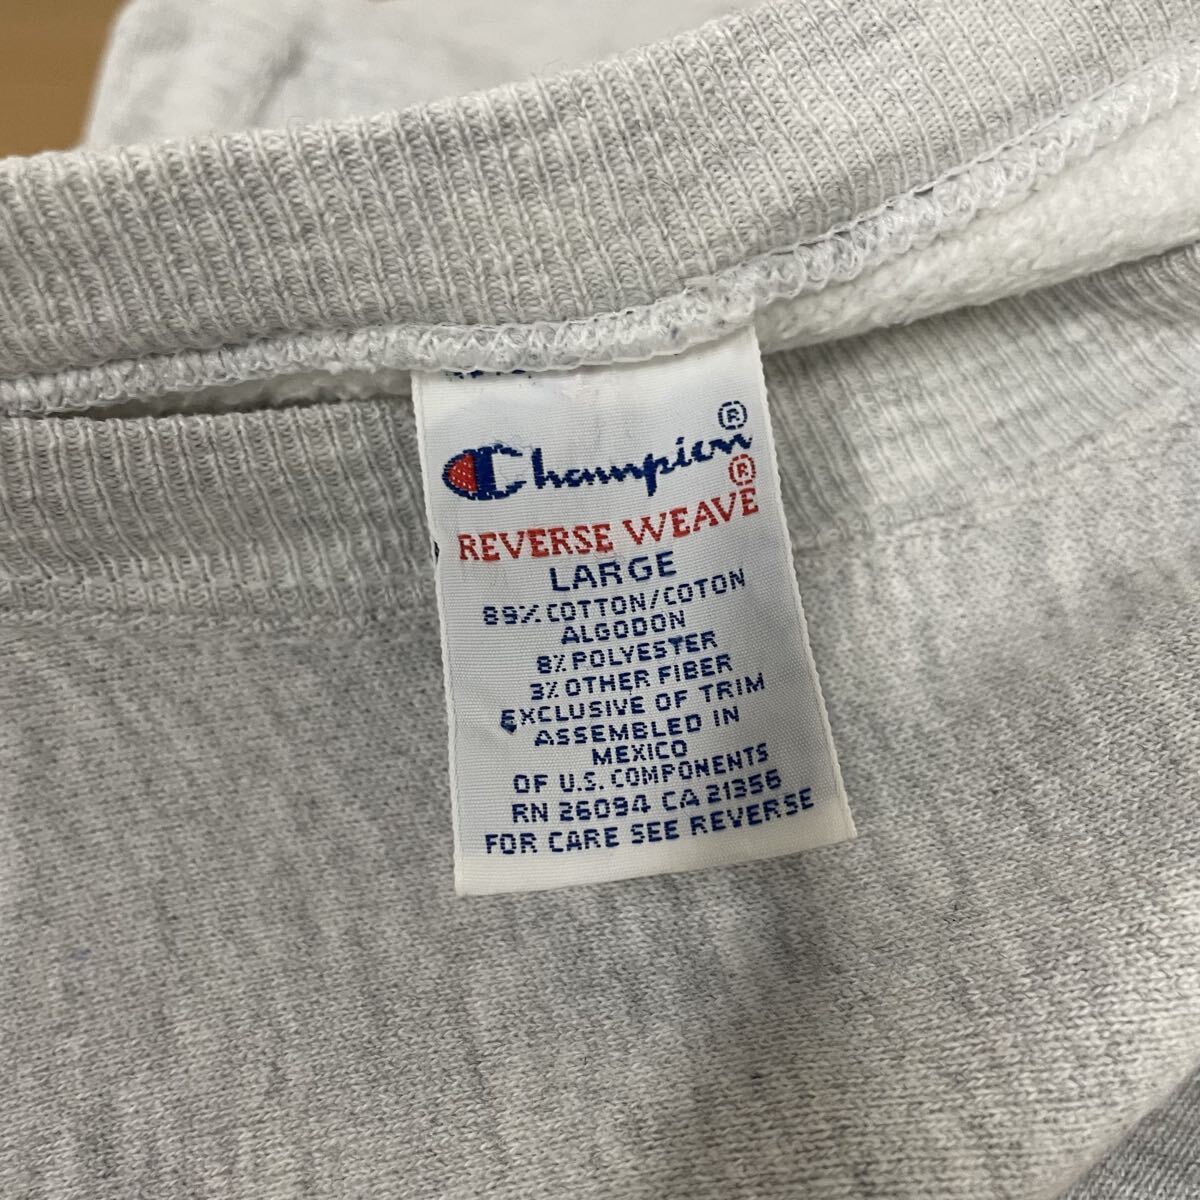 Champion®
®
REVERSE WEAVE
LARGE
89% COTTON/COTON
ALGODON
8% POLYESTER
3% OTHER FIBER
EXCLUSIVE OF TRIM
ASSEMBLED IN
MEXICO
OF U.S. COMPONENTS
RN 26094 CA 21356
FOR CARE SEE REVERSE